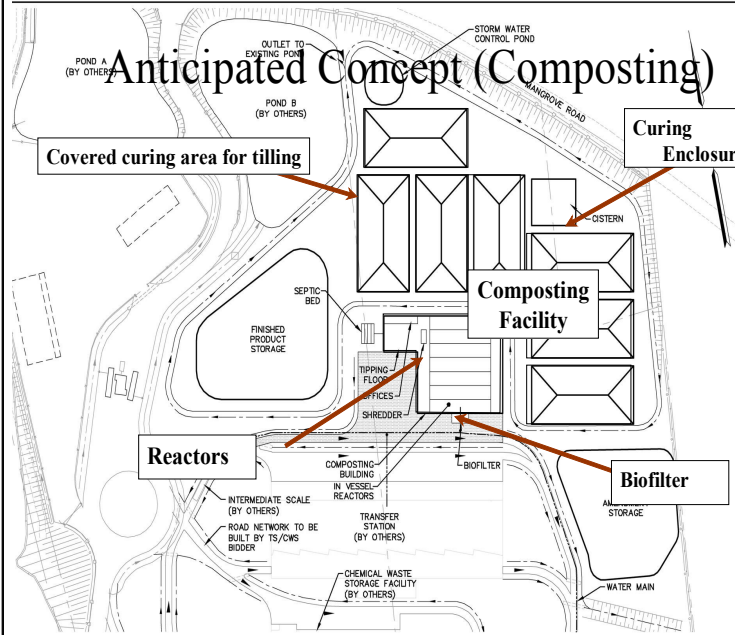 STORM WATER
CONTROL POND
OUTLET TO
EXISTING POND
POND A
(BY OTHERS)
Anticipated Concept (Composting)
POND B
(BY OTHERS)
MANGROVE ROAD
Curing
Enclosur
Covered curing area for tilling
CISTERN
SEPTIC
BED
Composting
Facility
FINISHED
PRODUCT
STORAGE
TIPPING
FLOOR
OFFICES
SHREDDER
Reactors
COMPOSTING
BUILDING
IN VESSEL
REACTORS
BIOFILTER
Biofilter
STORAGE
INTERMEDIATE SCALE
(BY OTHERS)
TRANSFER
STATION
(BY OTHERS)
ROAD NETWORK TO BE
BUILT BY TS/CWS
BIDDER
CHEMICAL WASTE
STORAGE FACILITY
(BY OTHERS)
WATER MAIN